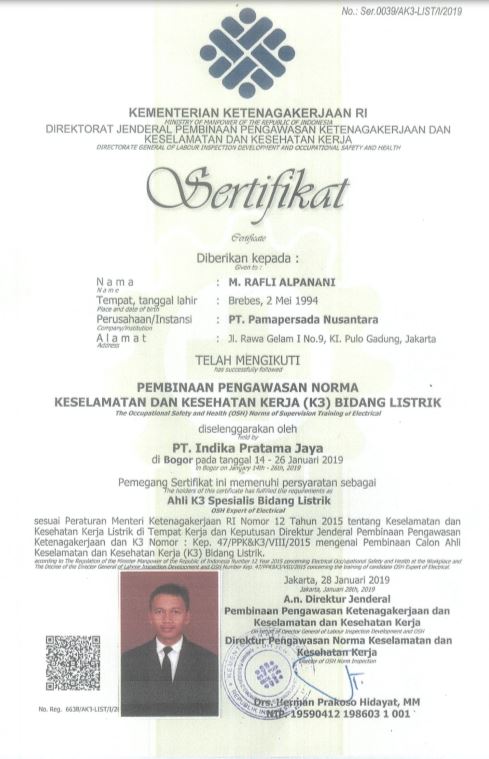 No.: Ser.0039/AK3-LIST/I/2019
KEMENTERIAN KETENAGAKERJAAN RI
MINISTRY OF MANPOWER OF THE REPUBLIC OF INDONESIA
DIREKTORAT JENDERAL PEMBINAAN PENGAWASAN KETENAGAKERJAAN DAN
KESELAMATAN DAN KESEHATAN KERJA
DIRECTORATE GENERAL OF LABOUR INSPECTION DEVELOPMENT AND OCCUPATIONAL SAFETY AND HEALTH
Sertifikat
Certificate
Diberikan kepada :
Given to :
N a m a : M. RAFLI ALPANANI
N a m e
Tempat, tanggal lahir : Brebes, 2 Mei 1994
Place and date of birth
Perusahaan/Instansi : PT. Pamapersada Nusantara
Company/Institution
A l a m a t : Jl. Rawa Gelam I No.9, KI. Pulo Gadung, Jakarta
Address
TELAH MENGIKUTI
has successfully followed
PEMBINAAN PENGAWASAN NORMA
KESELAMATAN DAN KESEHATAN KERJA (K3) BIDANG LISTRIK
The Occupational Safety and Health (OSH) Norms of Supervision Training of Electrical
diselenggarakan oleh
held by
PT. Indika Pratama Jaya
di Bogor pada tanggal 14 - 26 Januari 2019
in Bogor on January 14th - 26th, 2019
Pemegang Sertifikat ini memenuhi persyaratan sebagai
The holders of this certificate has fulfilled the requirements as
Ahli K3 Spesialis Bidang Listrik
OSH Expert of Electrical
sesuai Peraturan Menteri Ketenagakerjaan RI Nomor 12 Tahun 2015 tentang Keselamatan dan
Kesehatan Kerja Listrik di Tempat Kerja dan Keputusan Direktur Jenderal Pembinaan Pengawasan
Ketenagakerjaan dan K3 Nomor : Kep. 47/PPK&K3/VIII/2015 mengenai Pembinaan Calon Ahli
Keselamatan dan Kesehatan Kerja (K3) Bidang Listrik.
according to The Regulation of the Minister Manpower of the Republic of Indonesia Number 12 Year 2015 concerning Electrical Occupational Safety and Health at the Workplace and
The Decree of the Director General of Labour Inspection Development and OSH Number Kep. 47/PPK&K3/VIII/2015 concerning the training of candidate OSH Expert of Electrical.
Jakarta, 28 Januari 2019
Jakarta, January 28th, 2019
A.n. Direktur Jenderal
Pembinaan Pengawasan Ketenagakerjaan dan
Keselamatan dan Kesehatan Kerja
On behalf of Director General of Labour Inspection Development and OSH
Direktur Pengawasan Norma Keselamatan dan
Kesehatan Kerja
Director of OSH Norm Inspection
Drs. Herman Prakoso Hidayat, MM
NIP. 19590412 198603 1 001
No. Reg. 6638/AK3-LIST/I/20